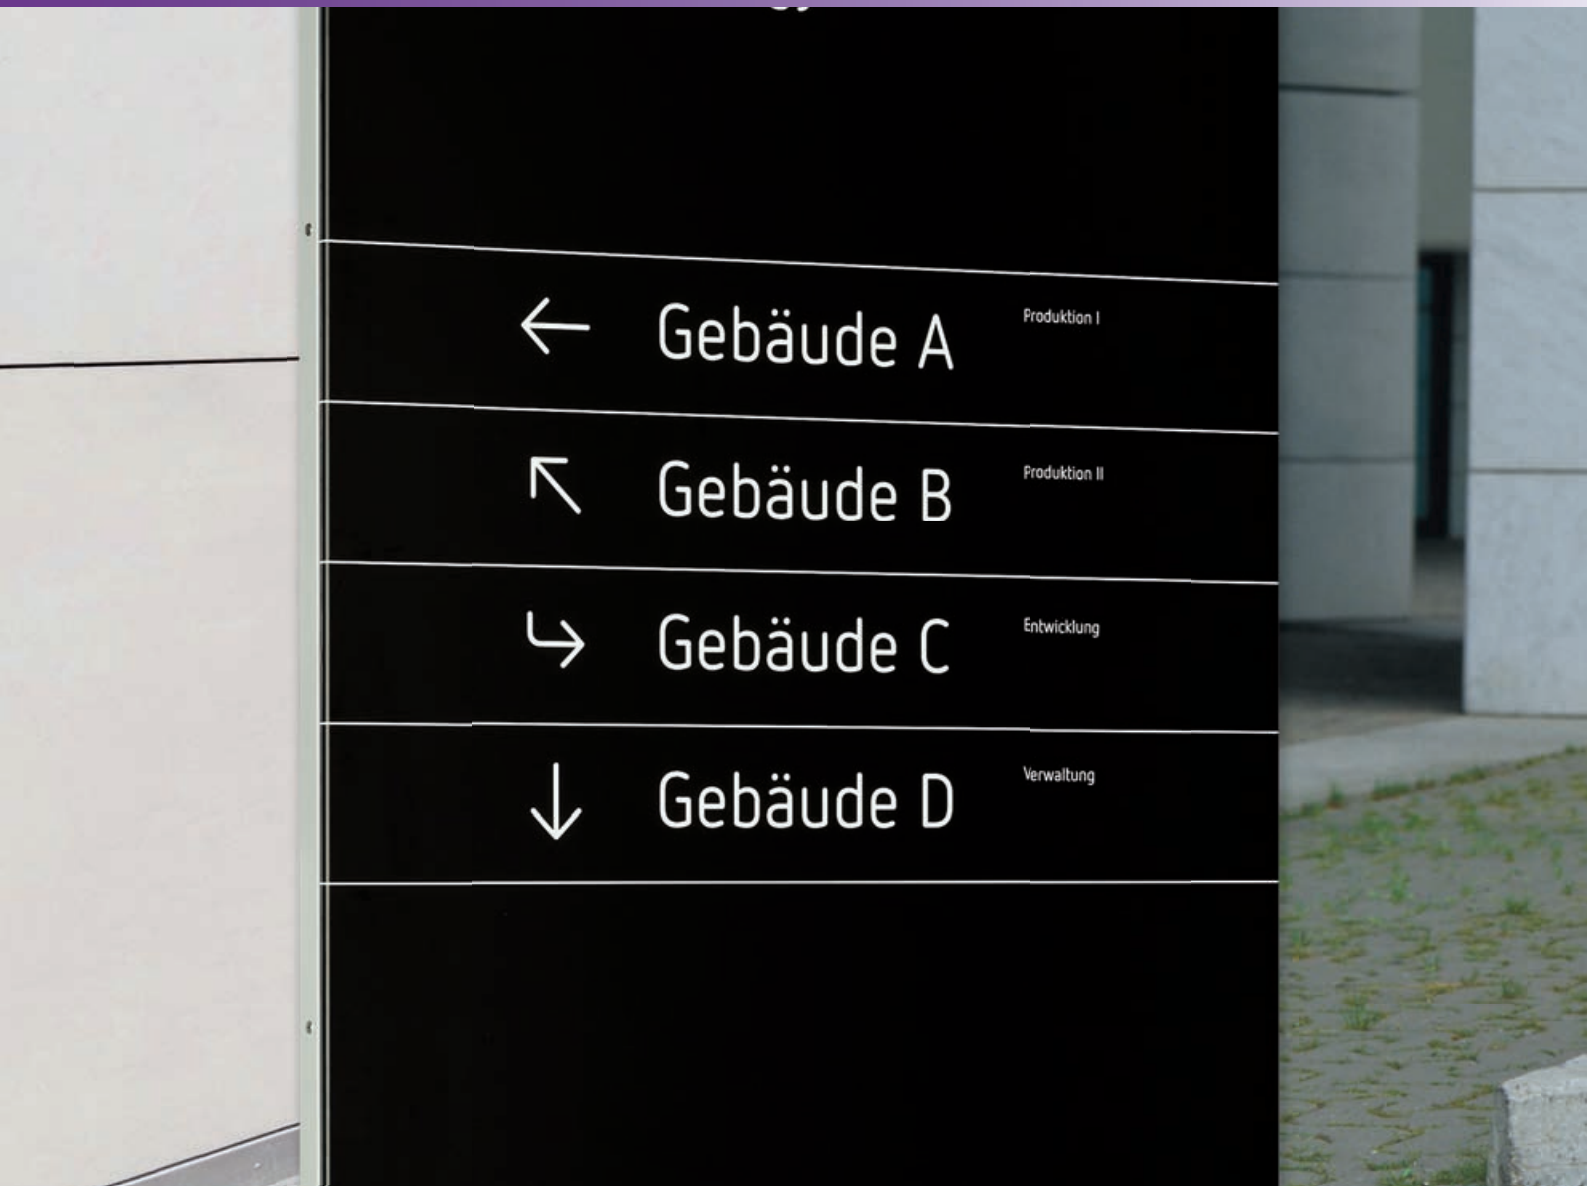 Gebäude A Produktion I
Gebäude B Produktion II
Gebäude C Entwicklung
Gebäude D Verwaltung